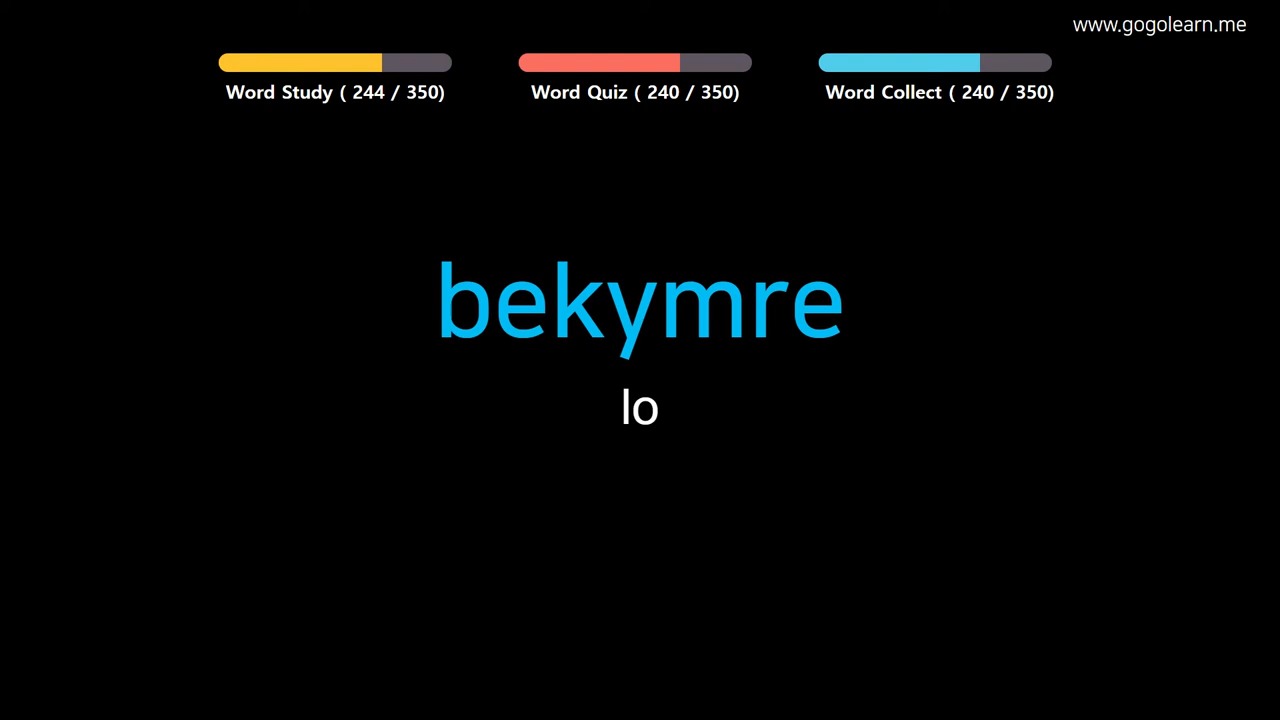 www.gogolearn.me
Word Study ( 244 / 350)
Word Quiz ( 240 / 350)
Word Collect ( 240 / 350)
bekymre
lo